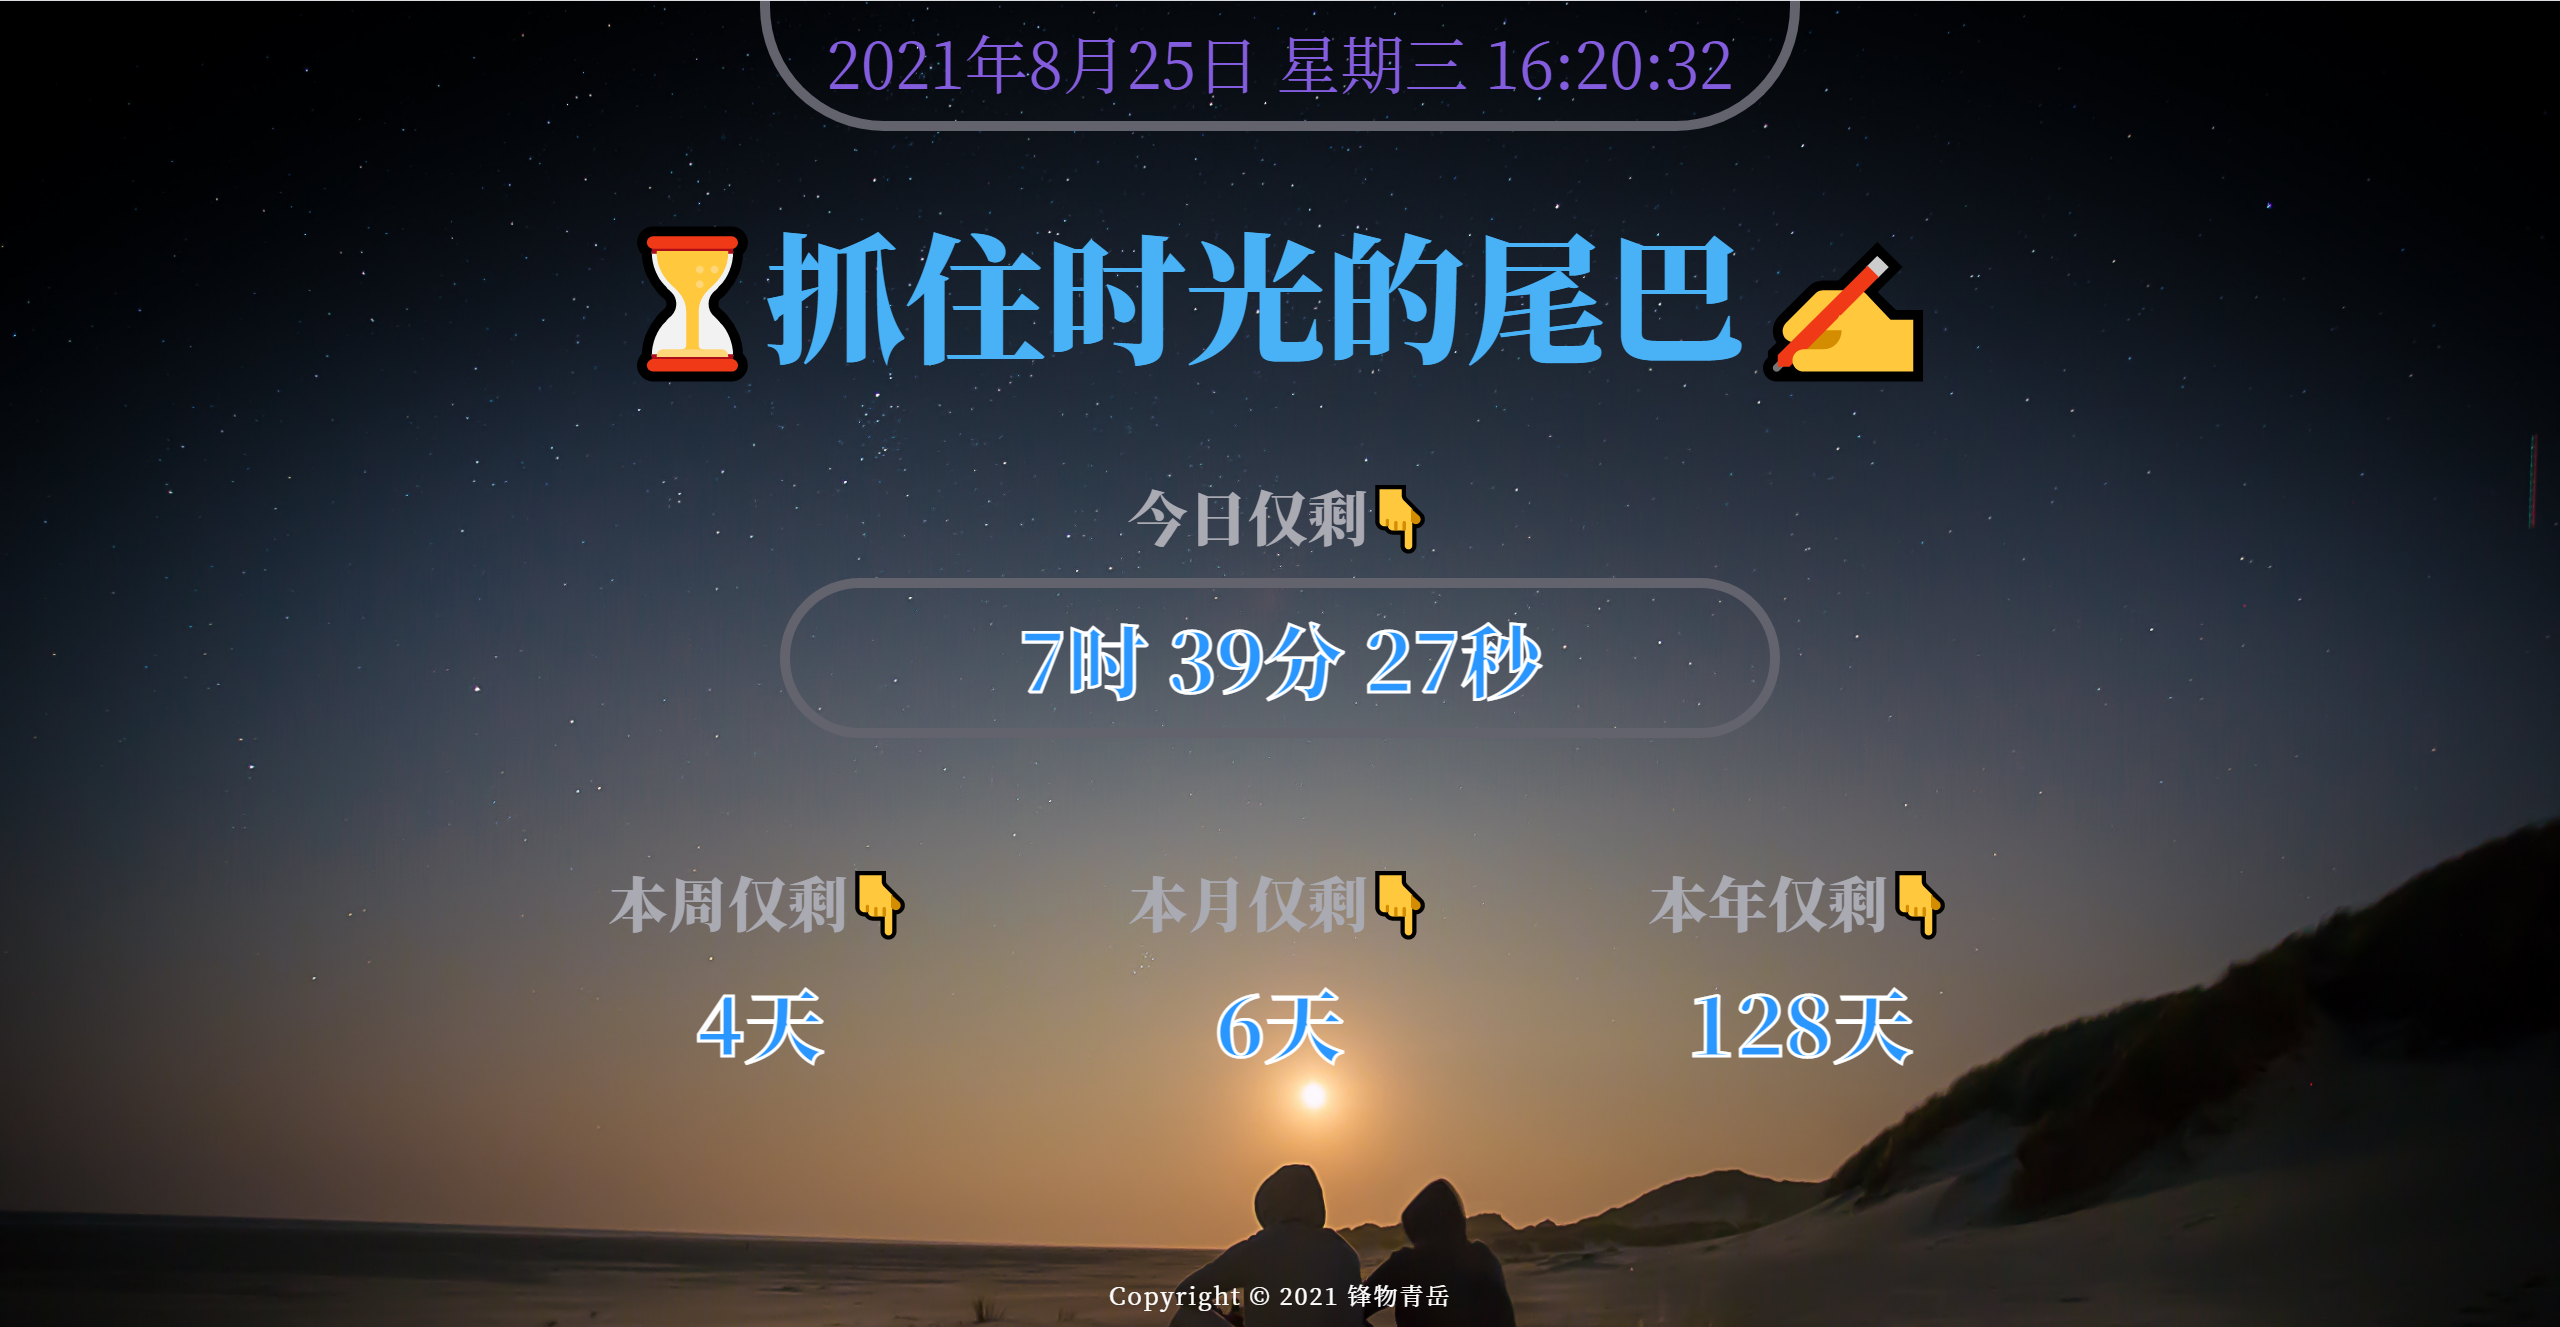 2021年8月25日 星期三 16:20:32
⏳抓住时光的尾巴✍
今日仅剩👇
7时 39分 27秒
本周仅剩👇 本月仅剩👇 本年仅剩👇
4天 6天 128天
Copyright © 2021 锋物青岳